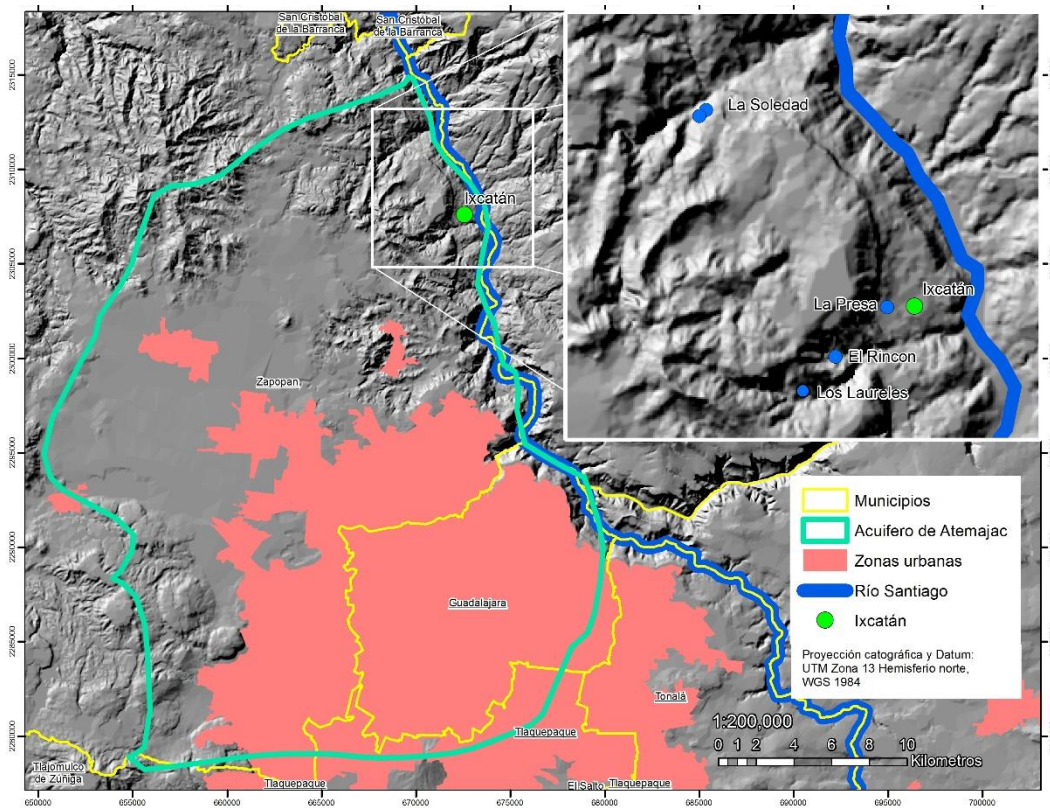 San Cristóbal
de la Barranca
San Cristóbal
de la Barranca
Ixcatán
Zapopan
Guadalajara
Tonalá
Tlaquepaque
Tlajomulco
de Zúñiga
Tlaquepaque
El Salto
Tlaquepaque
La Soledad
La Presa
Ixcatán
El Rincon
Los Laureles
Municipios
Acuifero de Atemajac
Zonas urbanas
Río Santiago
Ixcatán
Proyección catográfica y Datum:
UTM Zona 13 Hemisferio norte,
WGS 1984
1:200,000
0 1 2 4 6 8 10
Kilometros
2315000
2310000
2305000
2300000
2295000
2290000
2285000
2280000
650000 655000 660000 665000 670000 675000 680000 685000 690000 695000 700000